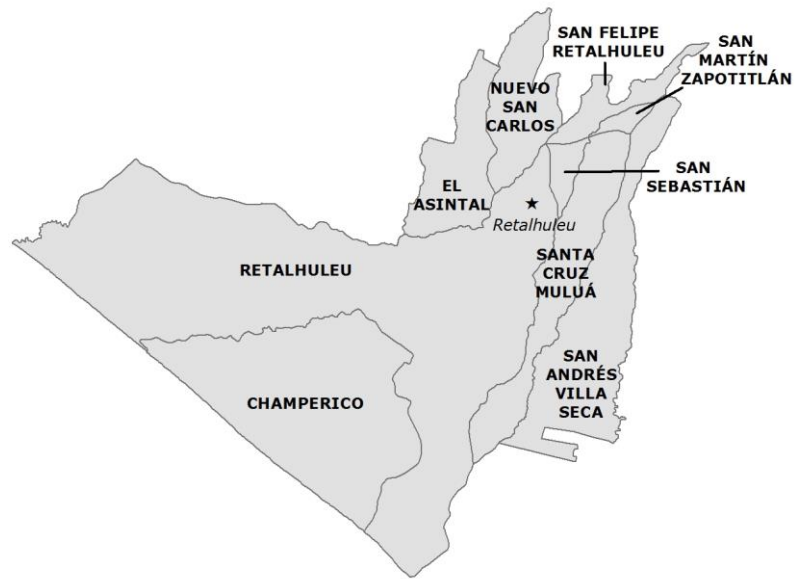 SAN FELIPE
RETALHULEU
SAN
MARTÍN
ZAPOTITLÁN
NUEVO
SAN
CARLOS
EL
ASINTAL
SAN
SEBASTIÁN
Retalhuleu
RETALHULEU
SANTA
CRUZ
MULUÁ
SAN
ANDRÉS
VILLA
SECA
CHAMPERICO